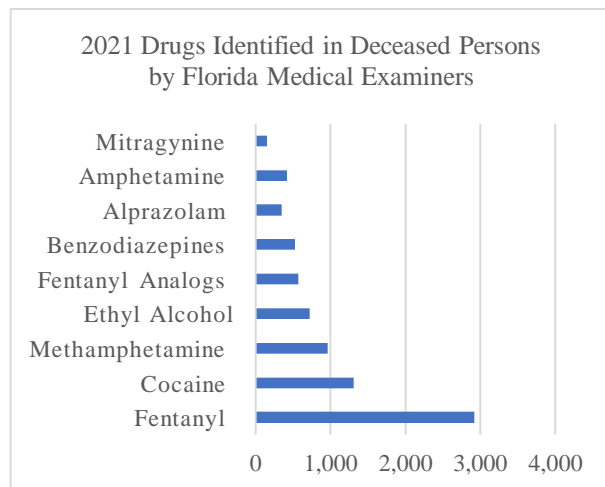 2021 Drugs Identified in Deceased Persons
by Florida Medical Examiners
Mitragynine
Amphetamine
Alprazolam
Benzodiazepines
Fentanyl Analogs
Ethyl Alcohol
Methamphetamine
Cocaine
Fentanyl
0 1,000 2,000 3,000 4,000